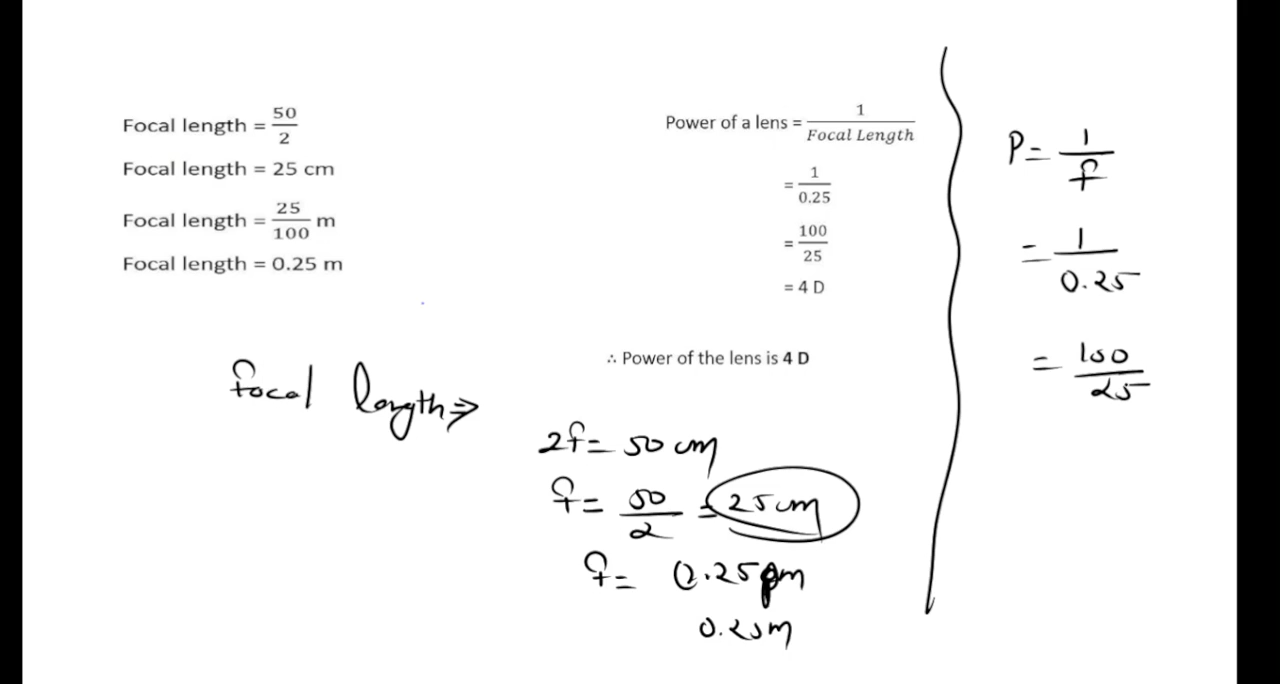 Focal length = 50/2
Focal length = 25 cm
Focal length = 25/100 m
Focal length = 0.25 m
Power of a lens = 1/Focal Length
= 1/0.25
= 100/25
= 4 D
∴ Power of the lens is 4 D
focal length ⇒
2f = 50 cm
f = 50/2 = 25 cm
f = 0.25 m
0.25m
P = 1/f
= 1/0.25
= 100/25